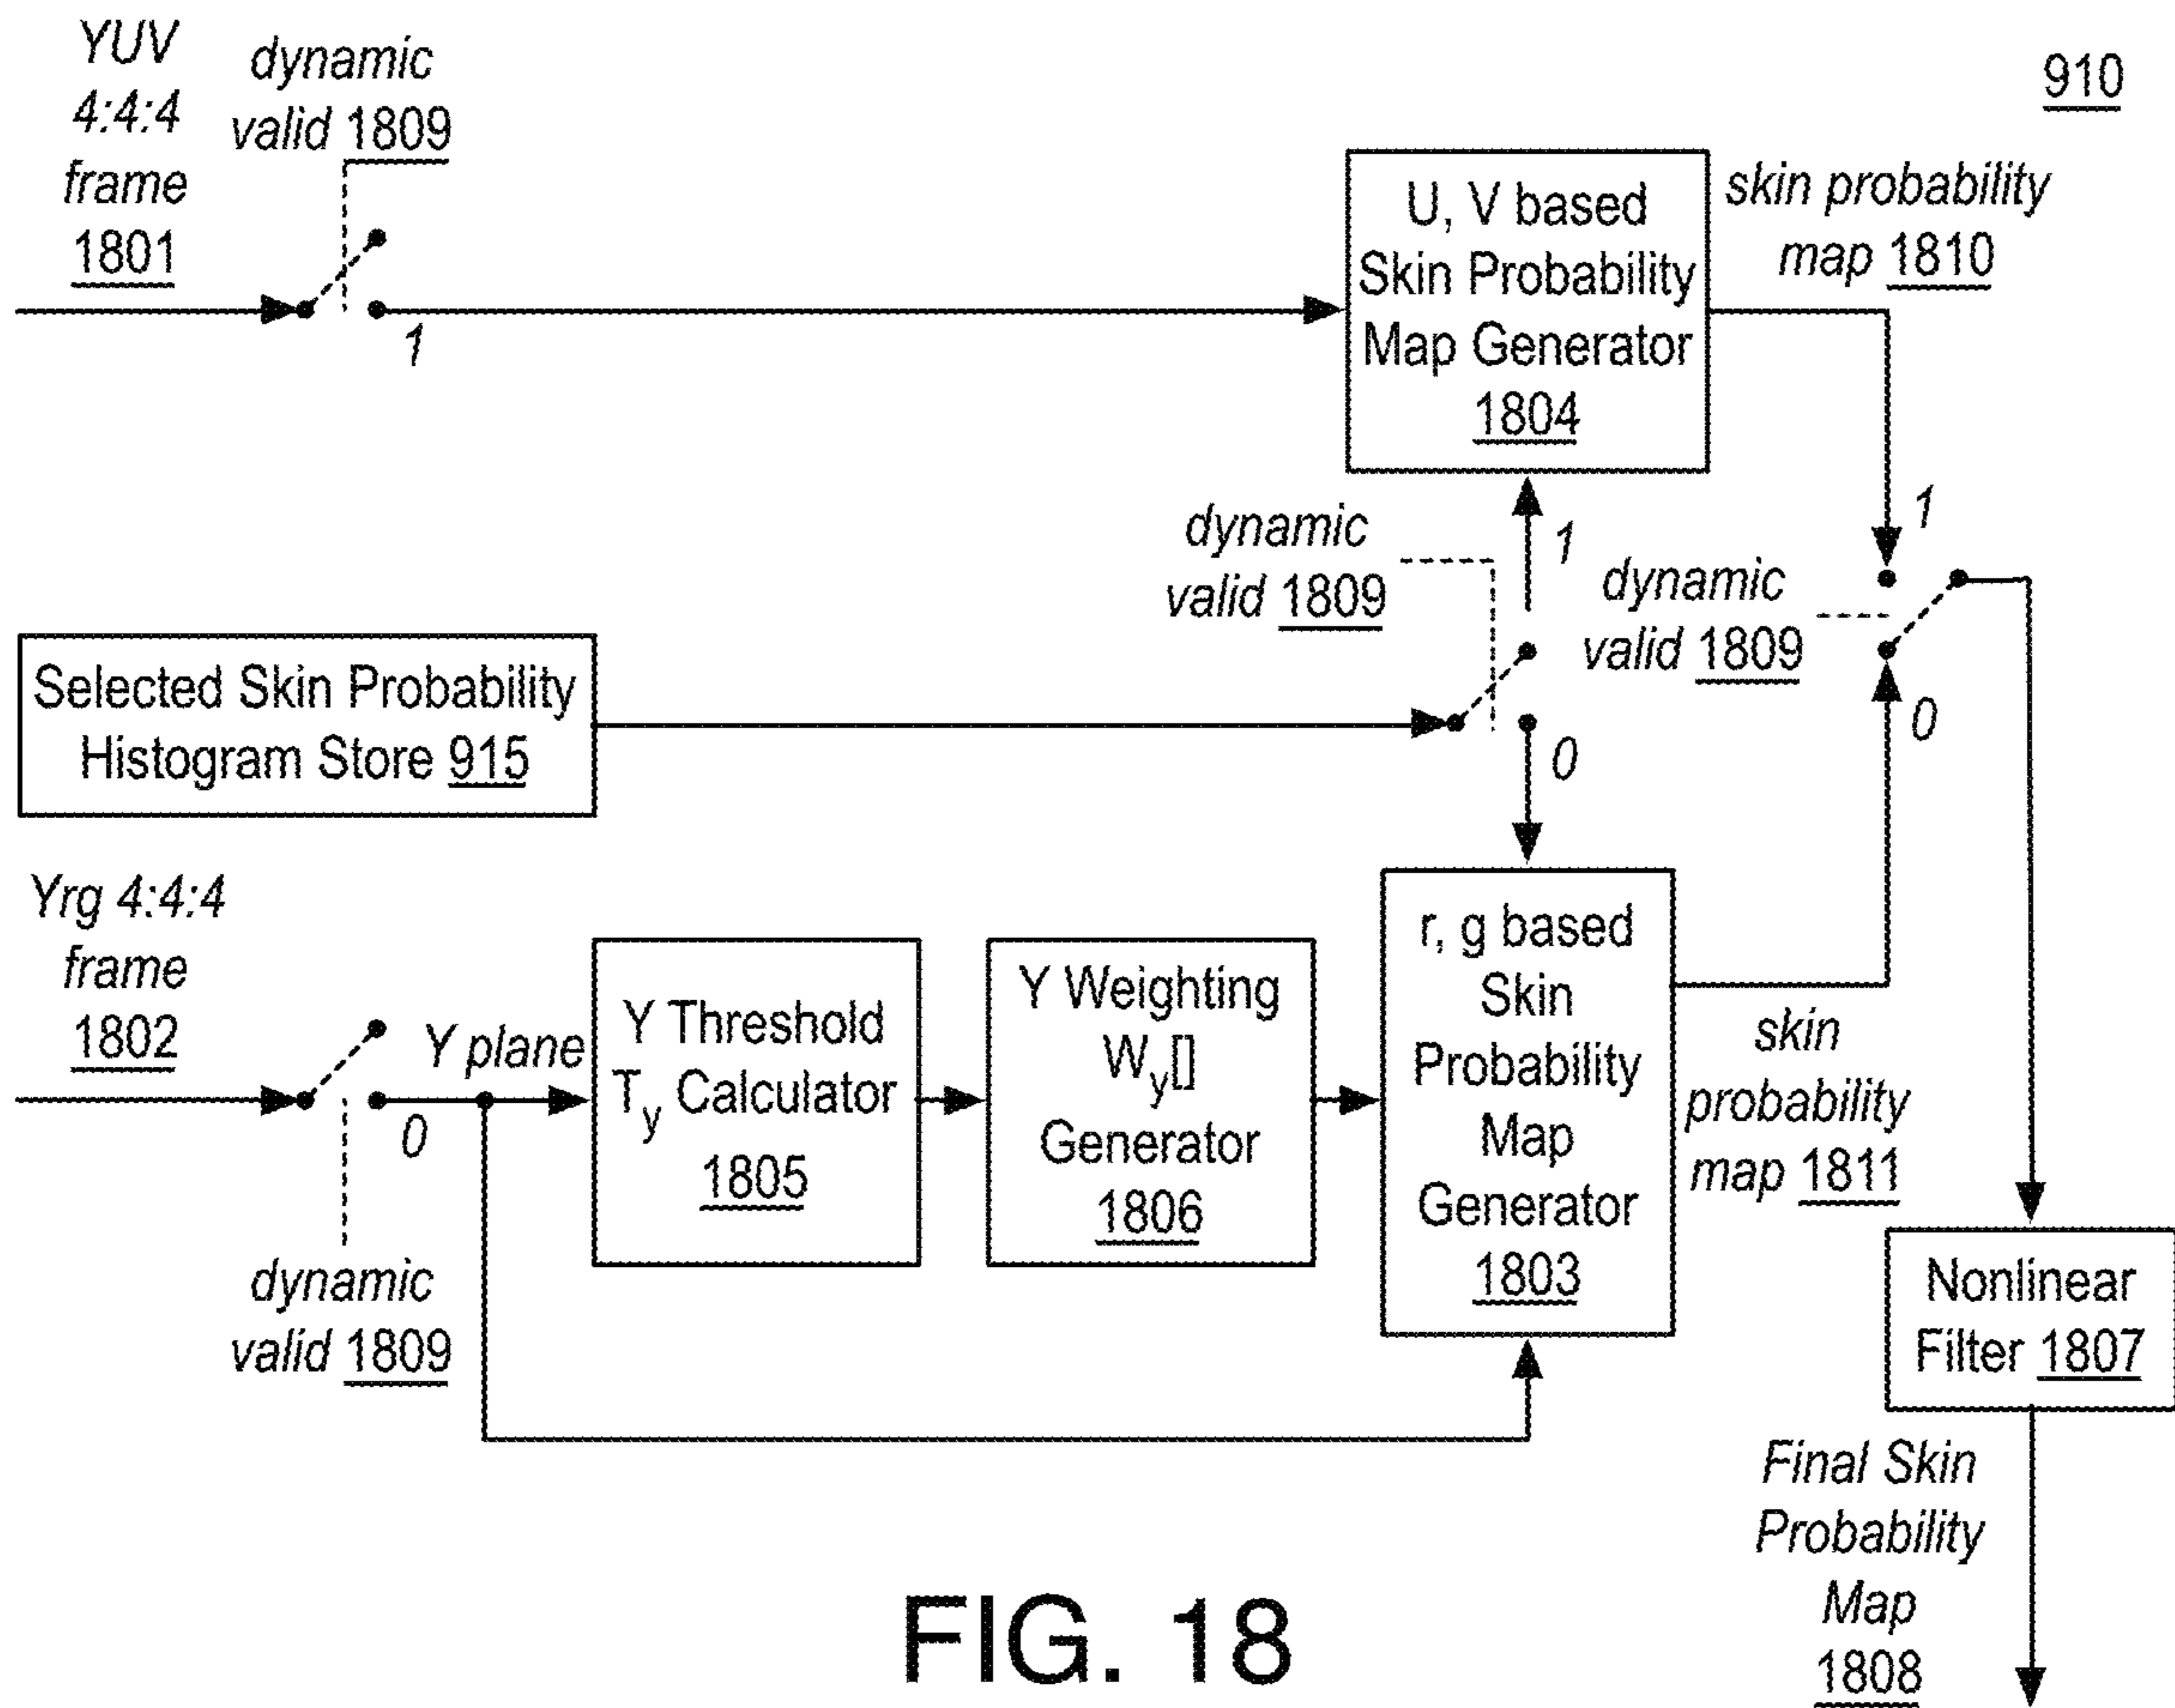 YUV
4:4:4
frame
1801
dynamic
valid 1809
1
910
U, V based
Skin Probability
Map Generator
1804
skin probability
map 1810
dynamic
valid 1809
1
0
dynamic
valid 1809
1
0
Selected Skin Probability
Histogram Store 915
Yrg 4:4:4
frame
1802
0
dynamic
valid 1809
Y plane
Y Threshold
Ty Calculator
1805
Y Weighting
Wy[]
Generator
1806
r, g based
Skin
Probability
Map
Generator
1803
skin
probability
map 1811
Nonlinear
Filter 1807
Final Skin
Probability
Map
1808
FIG. 18